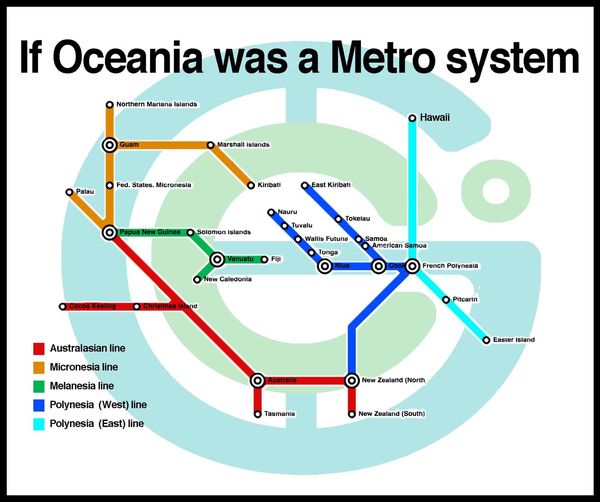 If Oceania was a Metro system
Northern Mariana Islands
Hawaii
Guam
Marshall islands
Palau
Fed. States. Micronesia
Kiribati
East Kiribati
Nauru
Tokelau
Tuvalu
Papua New Guinea
Solomon islands
Wallis Futuna
Samoa
American Samoa
Tonga
Vanuatu
Fiji
Niue
Cook
French Polynesia
New Caledonia
Pitcarin
Cocos Keeling
Christmas island
Easter island
Australasian line
Micronesia line
Melanesia line
Polynesia (West) line
Polynesia (East) line
Australia
New Zealand (North
Tasmania
New Zealand (South)